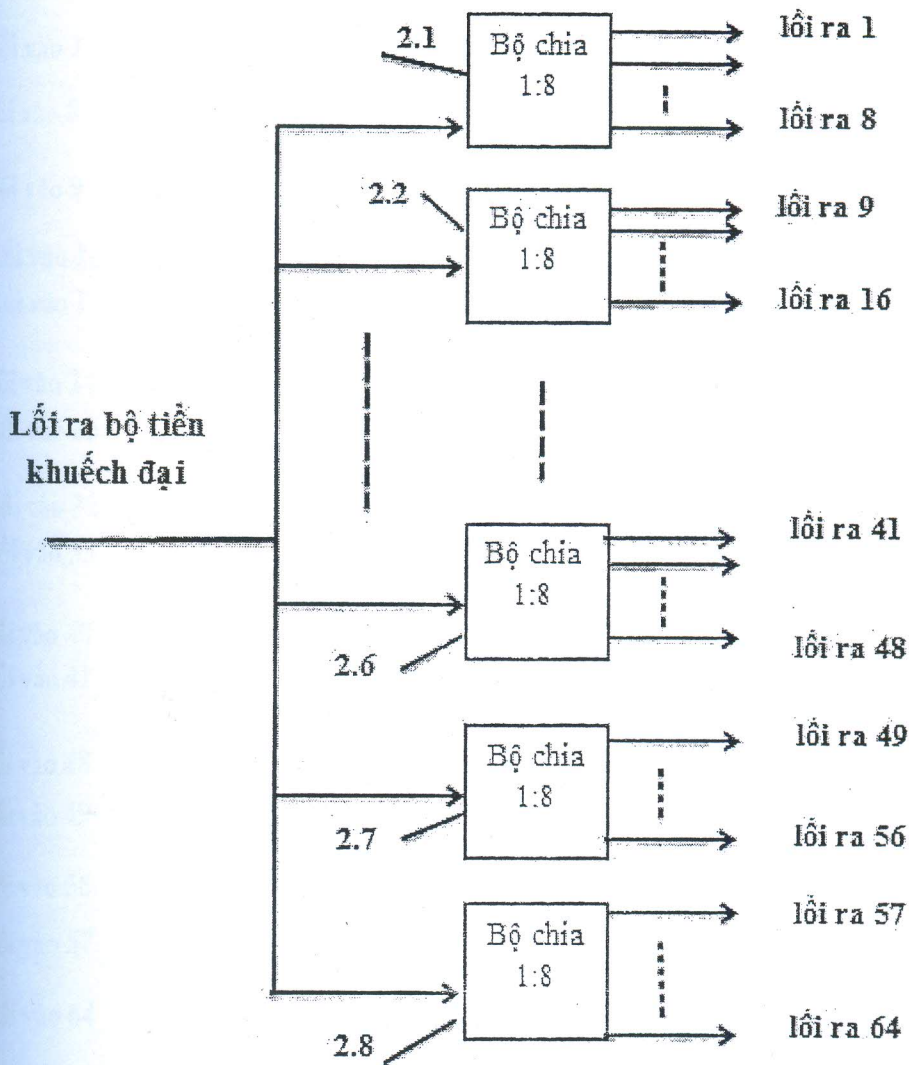 2.1
Bộ chia
1:8
lối ra 1
lối ra 8
2.2
Bộ chia
1:8
lối ra 9
lối ra 16
Lối ra bộ tiền
khuếch đại
Bộ chia
1:8
lối ra 41
2.6
lối ra 48
Bộ chia
1:8
lối ra 49
2.7
lối ra 56
Bộ chia
1:8
lối ra 57
2.8
lối ra 64